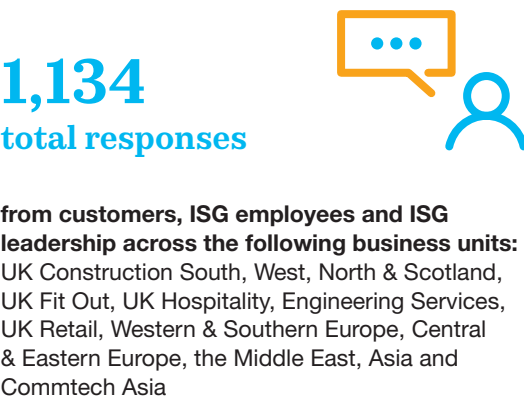 1,134
total responses
from customers, ISG employees and ISG
leadership across the following business units:
UK Construction South, West, North & Scotland,
UK Fit Out, UK Hospitality, Engineering Services,
UK Retail, Western & Southern Europe, Central
& Eastern Europe, the Middle East, Asia and
Commtech Asia